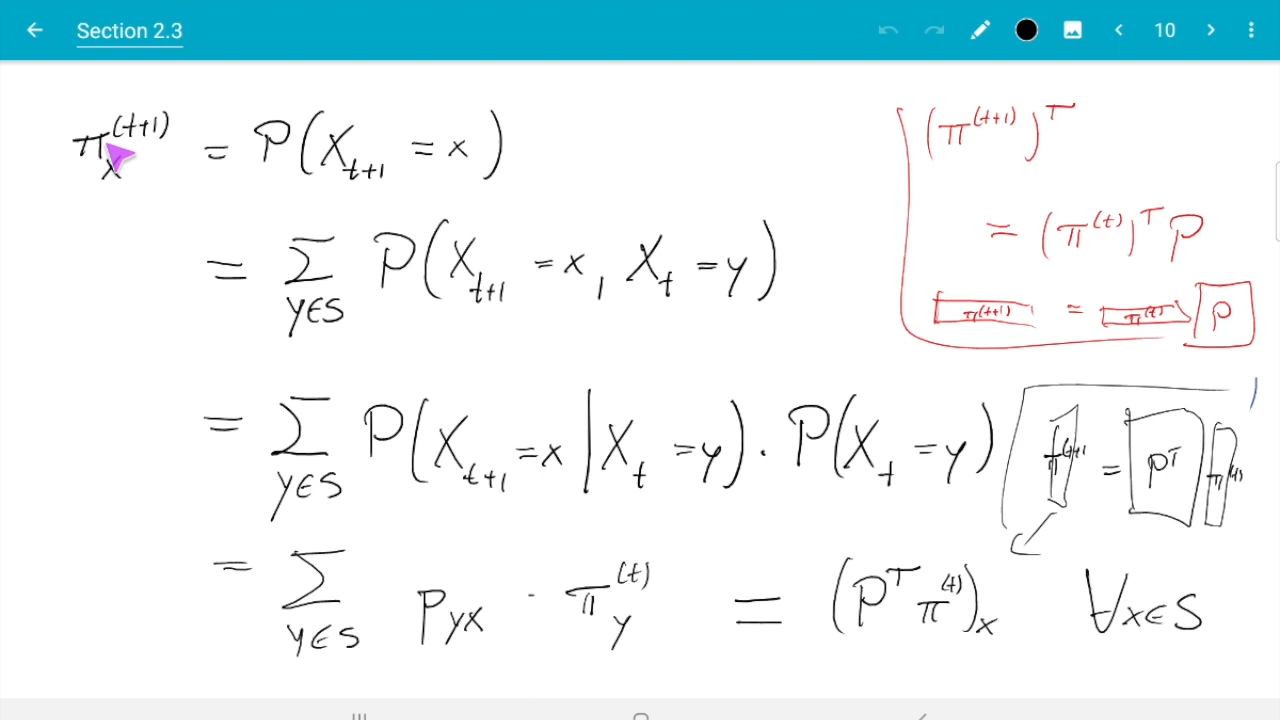 Section 2.3
10
π_x^(t+1) = P(X_{t+1} = x)
= Σ_{y∈S} P(X_{t+1} = x, X_t = y)
= Σ_{y∈S} P(X_{t+1} = x | X_t = y) · P(X_t = y)
= Σ_{y∈S} p_{yx} · π_y^(t) = (P^T π^(t))_x ∀x∈S
(π^(t+1))^T
= (π^(t))^T P
π^(t+1) = π^(t) P
π^(t+1 = P^T π^(t)